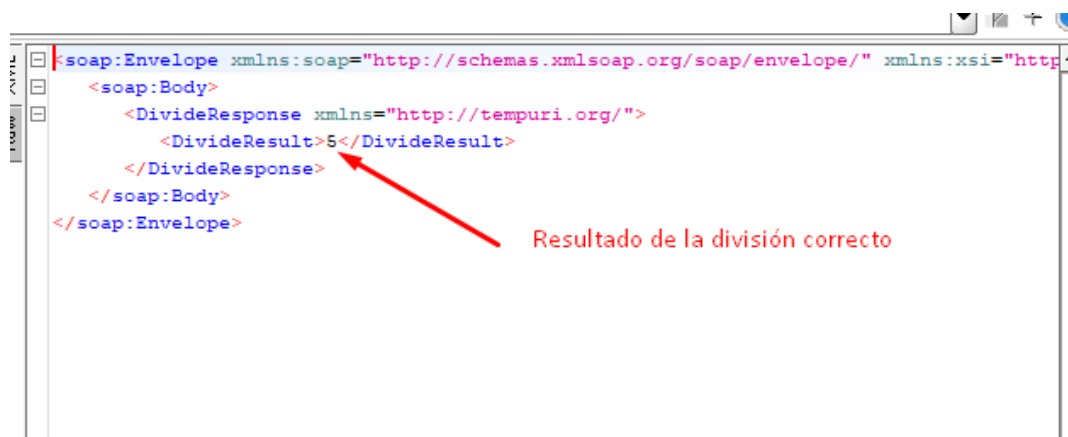 <soap:Envelope xmlns:soap="http://schemas.xmlsoap.org/soap/envelope/" xmlns:xsi="http
<soap:Body>
<DivideResponse xmlns="http://tempuri.org/">
<DivideResult>5</DivideResult>
</DivideResponse>
</soap:Body>
</soap:Envelope>
Resultado de la división correcto